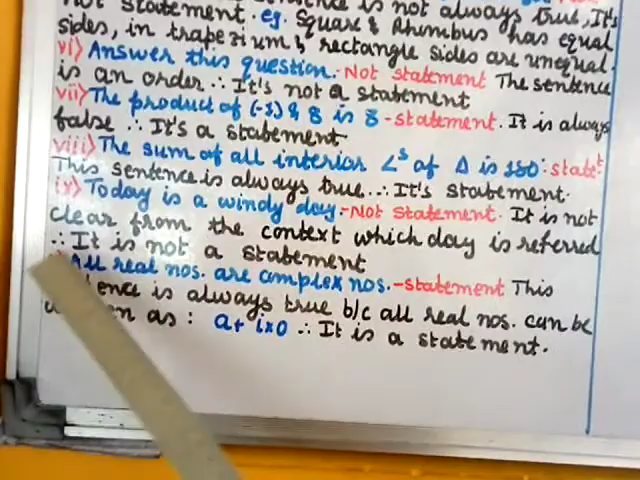 not statement. eg. Square & Rhombus has equal
sides, in trapezium & rectangle sides are unequal.
vi) Answer this question.- Not statement The sentence
is an order ∴ It's not a statement
vii) The product of (-1) & 8 is 8 - statement. It is always
false ∴ It's a statement
viii) The sum of all interior ∠s of Δ is 180°: statet
This sentence is always true.∴ It's statement.
ix) Today is a windy day.- Not statement. It is not
clear from the context which day is referred
∴ It is not a statement
All real nos. are complex nos. - statement This
is always true b/c all real nos. can be
as : a + i×0 ∴ It is a statement.